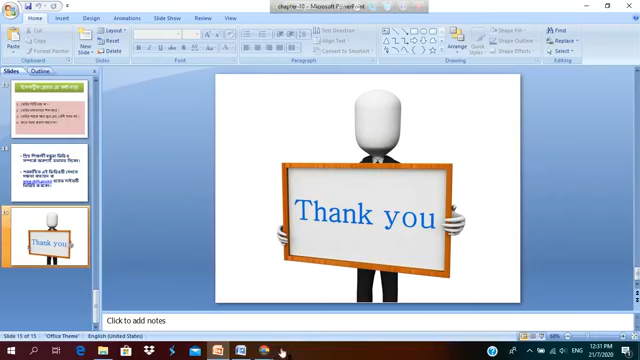 chapter-10 - Microsoft PowerPoint
Home
Insert
Design
Animations
Slide Show
Review
View
Cut
Copy
Format Painter
Paste
Clipboard
New Slide
Layout
Reset
Delete
Slides
Font
Paragraph
Text Direction
Align Text
Convert to SmartArt
Arrange
Quick Styles
Shape Fill
Shape Outline
Shape Effects
Drawing
Find
Replace
Select
Editing
Slides
Outline
14
Thank you
Thank you
Click to add notes
Slide 15 of 15
"Office Theme"
English (United States)
68%
ENG
12:31 PM
21/7/2020